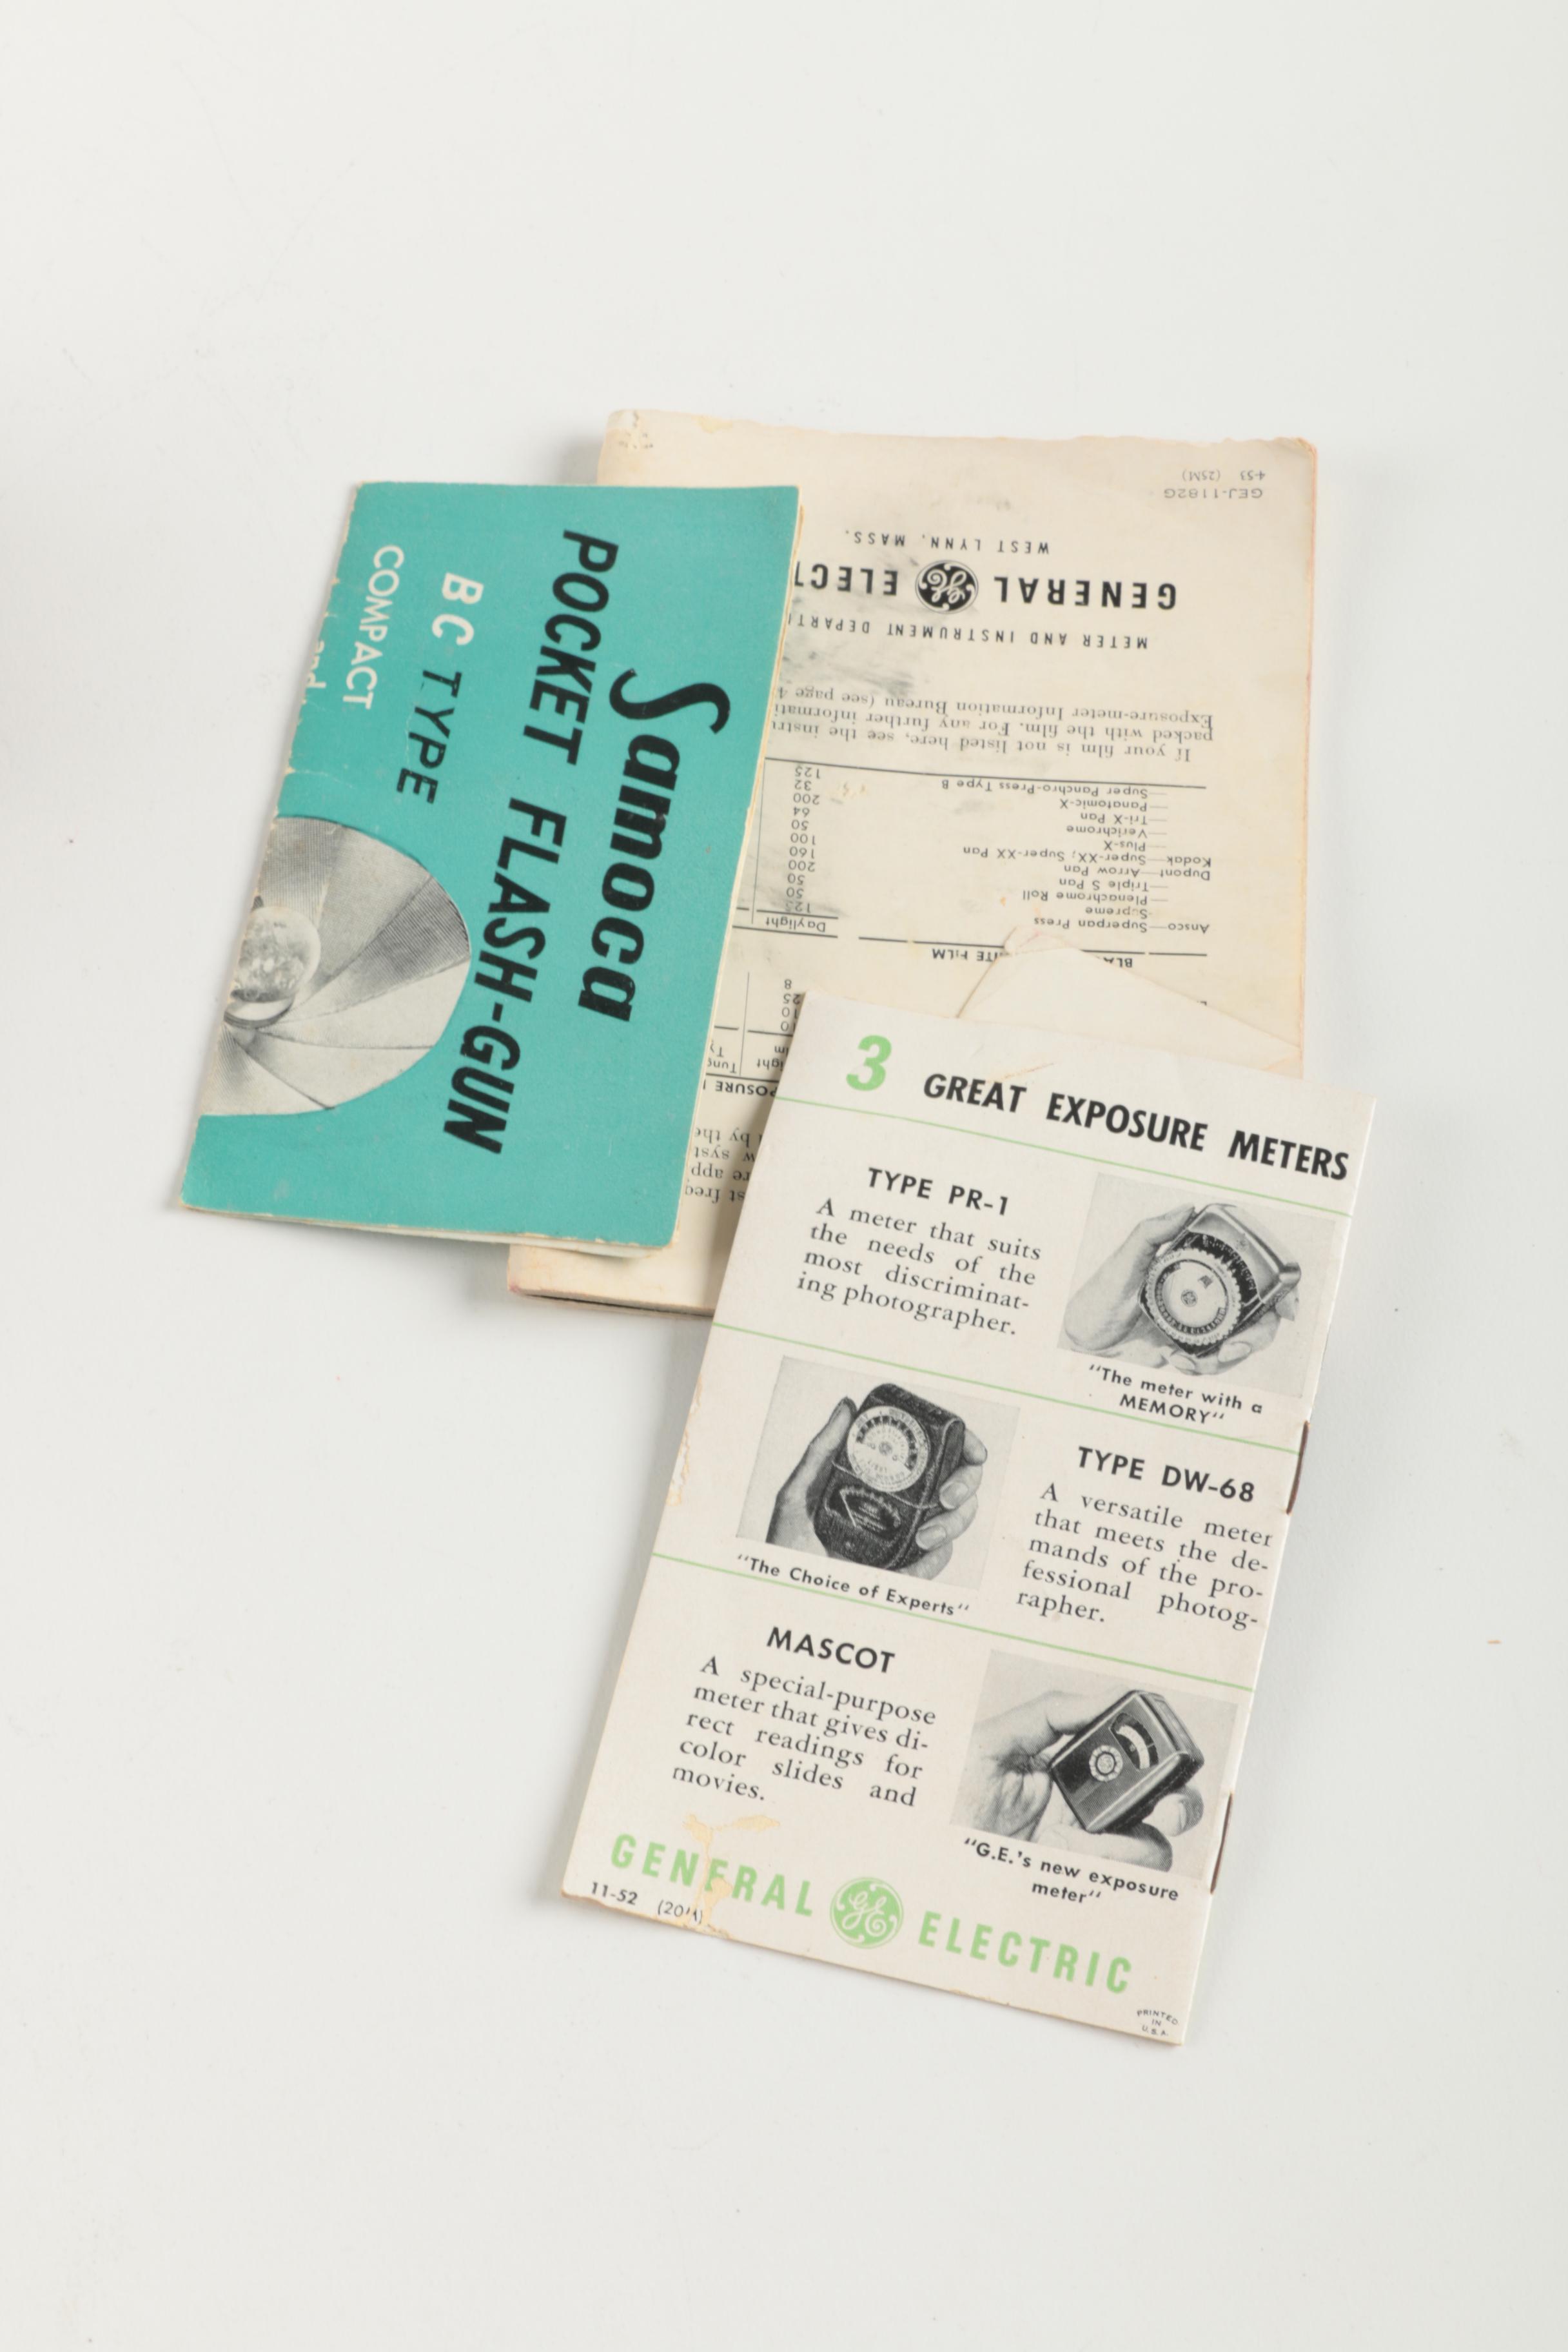 Samoca
POCKET FLASH-GUN
BC TYPE
COMPACT
GEJ-1182G
4-53 (25M)
WEST LYNN, MASS.
GENERAL GE ELECT
METER AND INSTRUMENT
Exposure-meter Information Bureau (see page
packed with the film. For any further
If your film is not listed here, see the
—Super Panchro-Press Type B 125
—Panatomic-X 32
—Tri-X Pan 200
—Verichrome 50
—Plus-X 64
Kodak—Super-XX; Super-XX Pan 100
Dupont—Arrow Pan 160
—Triple S Pan 200
—Plenachrome Roll 50
Supreme 50
Ansco—Superpan Press 125
Daylight
FILM
3 GREAT EXPOSURE METERS
TYPE PR-1
A meter that suits
the needs of the
most discriminat-
ing photographer.
"The meter with a
MEMORY"
TYPE DW-68
A versatile meter
that meets the de-
mands of the pro-
fessional photog-
rapher.
"The Choice of Experts"
MASCOT
A special-purpose
meter that gives di-
rect readings for
color slides and
movies.
"G.E.'s new exposure
meter"
GENERAL GE ELECTRIC
11-52 (20M)
PRINTED
IN
U.S.A.